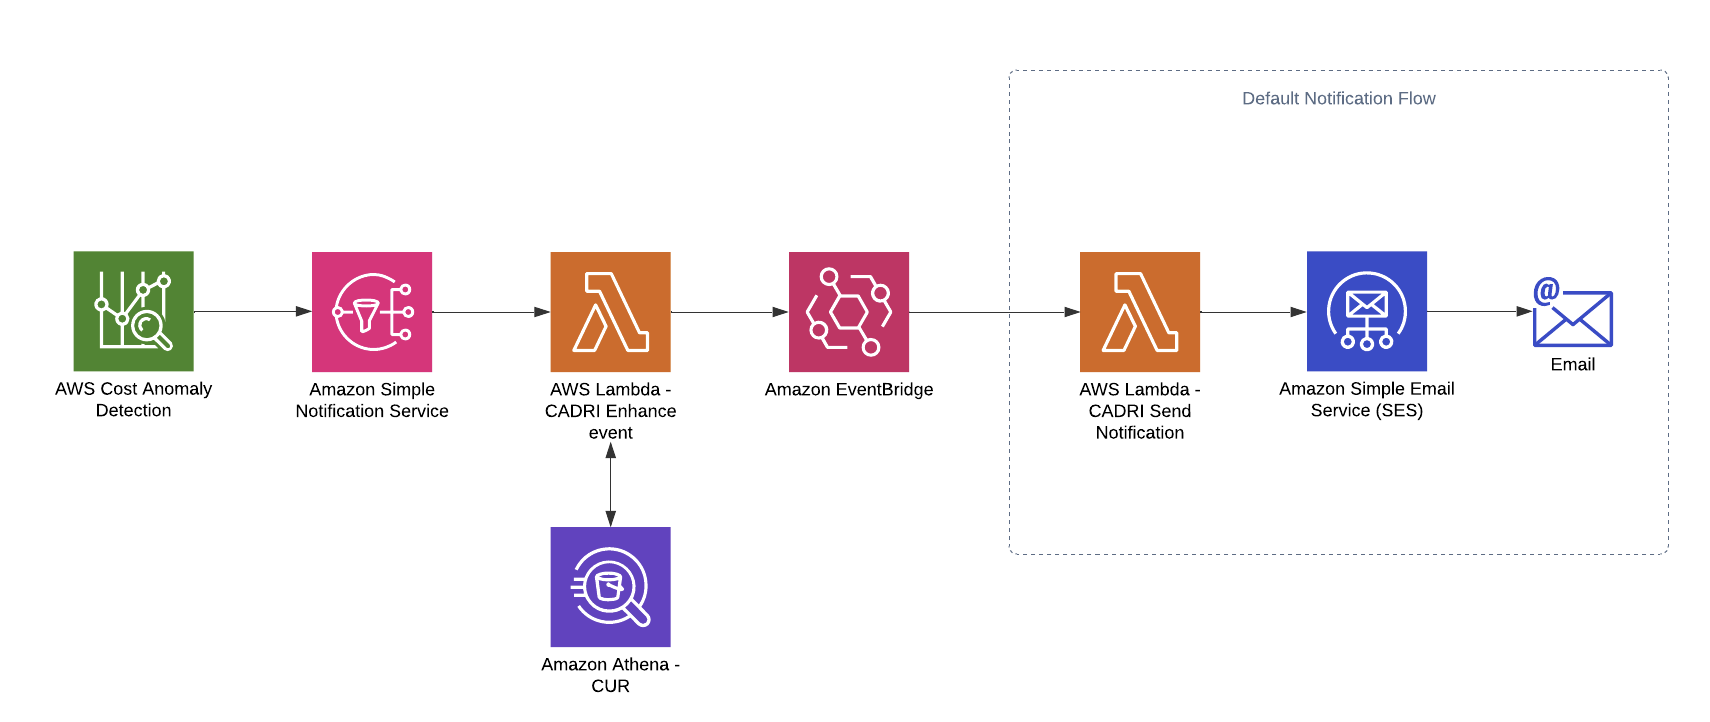 Default Notification Flow
AWS Cost Anomaly
Detection
Amazon Simple
Notification Service
AWS Lambda -
CADRI Enhance
event
Amazon EventBridge
AWS Lambda -
CADRI Send
Notification
Amazon Simple Email
Service (SES)
@
Email
Amazon Athena -
CUR